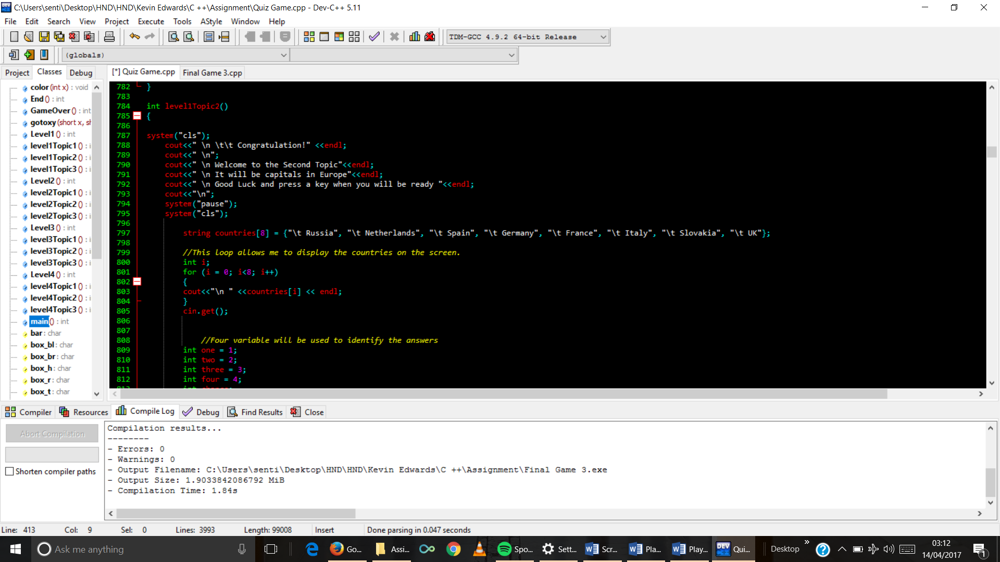 C:\Users\senti\Desktop\HND\HND\Kevin Edwards\C ++\Assignment\Quiz Game.cpp - Dev-C++ 5.11
File Edit Search View Project Execute Tools AStyle Window Help
TDM-GCC 4.9.2 64-bit Release
(globals)
Project Classes Debug
[*] Quiz Game.cpp Final Game 3.cpp
color (int x) : void
End () : int
GameOver () : int
gotoxy (short x, sh
Level1 () : int
level1Topic1 () : i
level1Topic2 () : i
level1Topic3 () : i
Level2 () : int
level2Topic1 () : i
level2Topic2 () : i
level2Topic3 () : i
Level3 () : int
level3Topic1 () : i
level3Topic2 () : i
level3Topic3 () : i
Level4 () : int
level4Topic1 () : i
level4Topic2 () : i
level4Topic3 () : i
main () : int
bar : char
box_bl : char
box_br : char
box_h : char
box_r : char
box_t : char
782 }
783
784 int level1Topic2()
785 {
786
787 system("cls");
788 cout<<" \n \t\t Congratulation!" <<endl;
789 cout<<" \n";
790 cout<<" \n Welcome to the Second Topic"<<endl;
791 cout<<" \n It will be capitals in Europe"<<endl;
792 cout<<" \n Good Luck and press a key when you will be ready "<<endl;
793 cout<<"\n";
794 system("pause");
795 system("cls");
796
797 string countries[8] = {"\t Russia", "\t Netherlands", "\t Spain", "\t Germany", "\t France", "\t Italy", "\t Slovakia", "\t UK"};
798
799 //This loop allows me to display the countries on the screen.
800 int i;
801 for (i = 0; i<8; i++)
802 {
803 cout<<"\n " <<countries[i] << endl;
804 }
805 cin.get();
806
807
808 //Four variable will be used to identify the answers
809 int one = 1;
810 int two = 2;
811 int three = 3;
812 int four = 4;
Compiler Resources Compile Log Debug Find Results Close
Abort Compilation
Shorten compiler paths
Compilation results...
--------
- Errors: 0
- Warnings: 0
- Output Filename: C:\Users\senti\Desktop\HND\HND\Kevin Edwards\C ++\Assignment\Final Game 3.exe
- Output Size: 1.9033842086792 MiB
- Compilation Time: 1.84s
Line: 413 Col: 9 Sel: 0 Lines: 3993 Length: 99008 Insert Done parsing in 0.047 seconds
Ask me anything Go... Assi... Spo... Sett... Scr... Pla... Play... DEV Qui... Desktop » 03:12
14/04/2017 1